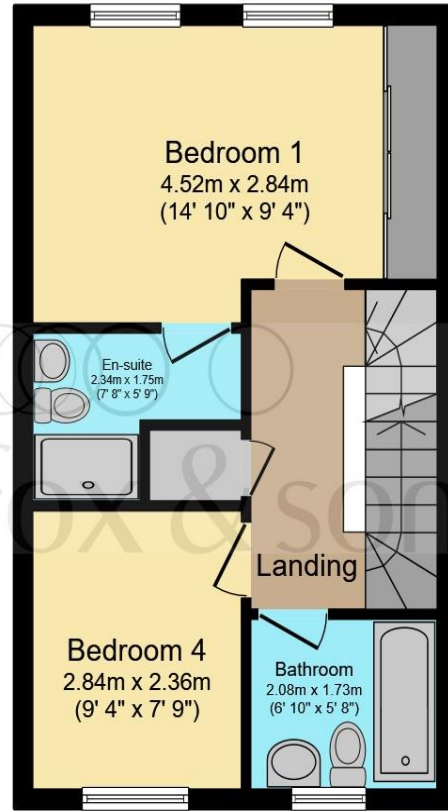 Bedroom 1
4.52m x 2.84m
(14' 10" x 9' 4")
En-suite
2.34m x 1.75m
(7' 8" x 5' 9")
fox & sons
Landing
Bedroom 4
2.84m x 2.36m
(9' 4" x 7' 9")
Bathroom
2.08m x 1.73m
(6' 10" x 5' 8")